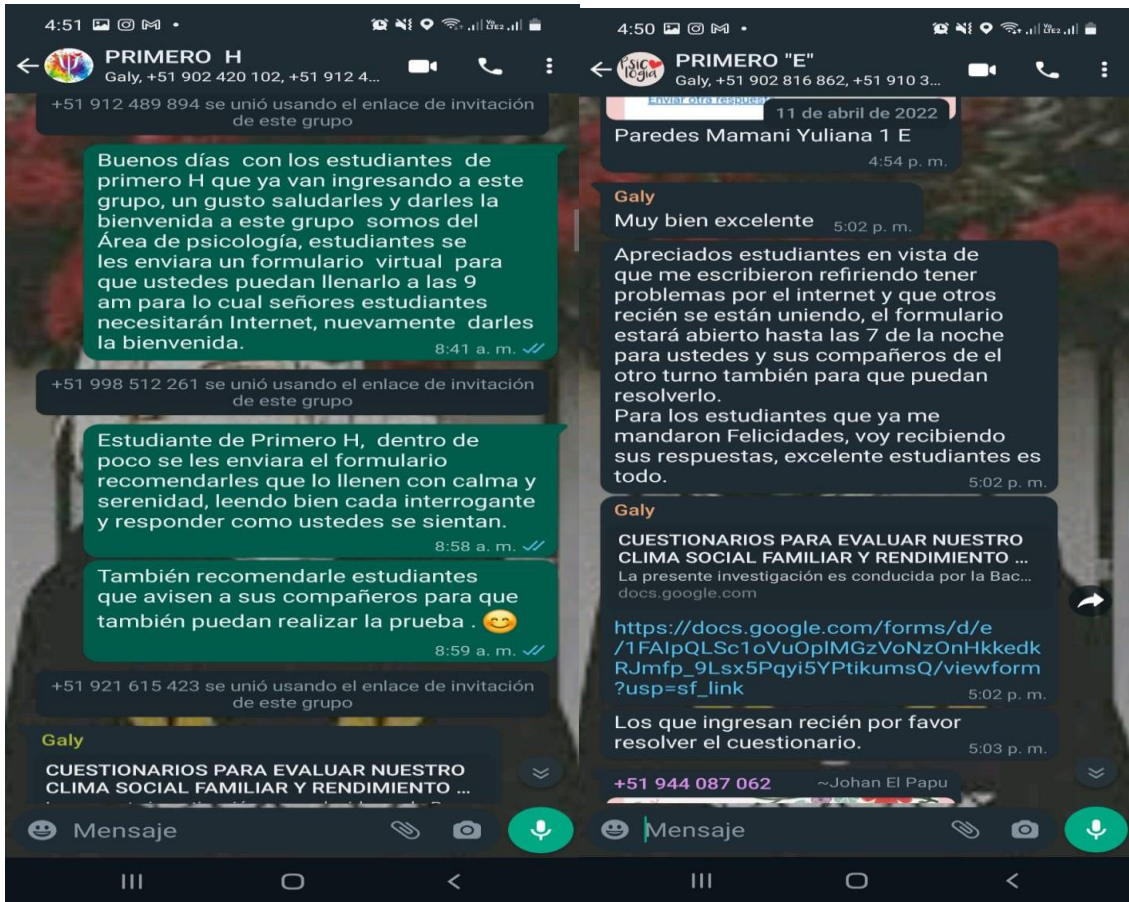 4:51
PRIMERO H
Galy, +51 902 420 102, +51 912 4...
+51 912 489 894 se unió usando el enlace de invitación
de este grupo
Buenos días con los estudiantes de
primero H que ya van ingresando a este
grupo, un gusto saludarles y darles la
bienvenida a este grupo somos del
Área de psicología, estudiantes se
les enviara un formulario virtual para
que ustedes puedan llenarlo a las 9
am para lo cual señores estudiantes
necesitarán Internet, nuevamente darles
la bienvenida.
8:41 a. m.
+51 998 512 261 se unió usando el enlace de invitación
de este grupo
Estudiante de Primero H, dentro de
poco se les enviara el formulario
recomendarles que lo llenen con calma y
serenidad, leendo bien cada interrogante
y responder como ustedes se sientan.
8:58 a. m.
También recomendarle estudiantes
que avisen a sus compañeros para que
también puedan realizar la prueba . 😊
8:59 a. m.
+51 921 615 423 se unió usando el enlace de invitación
de este grupo
Galy
CUESTIONARIOS PARA EVALUAR NUESTRO
CLIMA SOCIAL FAMILIAR Y RENDIMIENTO ...
Mensaje
4:50
Psicología
PRIMERO "E"
Galy, +51 902 816 862, +51 910 3...
Enviar otra respuesta
11 de abril de 2022
Paredes Mamani Yuliana 1 E
4:54 p. m.
Galy
Muy bien excelente
5:02 p. m.
Apreciados estudiantes en vista de
que me escribieron refiriendo tener
problemas por el internet y que otros
recién se están uniendo, el formulario
estará abierto hasta las 7 de la noche
para ustedes y sus compañeros de el
otro turno también para que puedan
resolverlo.
Para los estudiantes que ya me
mandaron Felicidades, voy recibiendo
sus respuestas, excelente estudiantes es
todo.
5:02 p. m.
Galy
CUESTIONARIOS PARA EVALUAR NUESTRO
CLIMA SOCIAL FAMILIAR Y RENDIMIENTO ...
La presente investigación es conducida por la Bac...
docs.google.com
https://docs.google.com/forms/d/e
/1FAIpQLSc1oVuOplMGzVoNzOnHkkedk
RJmfp_9Lsx5Pqyi5YPtikumsQ/viewform
?usp=sf_link
5:02 p. m.
Los que ingresan recién por favor
resolver el cuestionario.
5:03 p. m.
+51 944 087 062 ~Johan El Papu
Mensaje